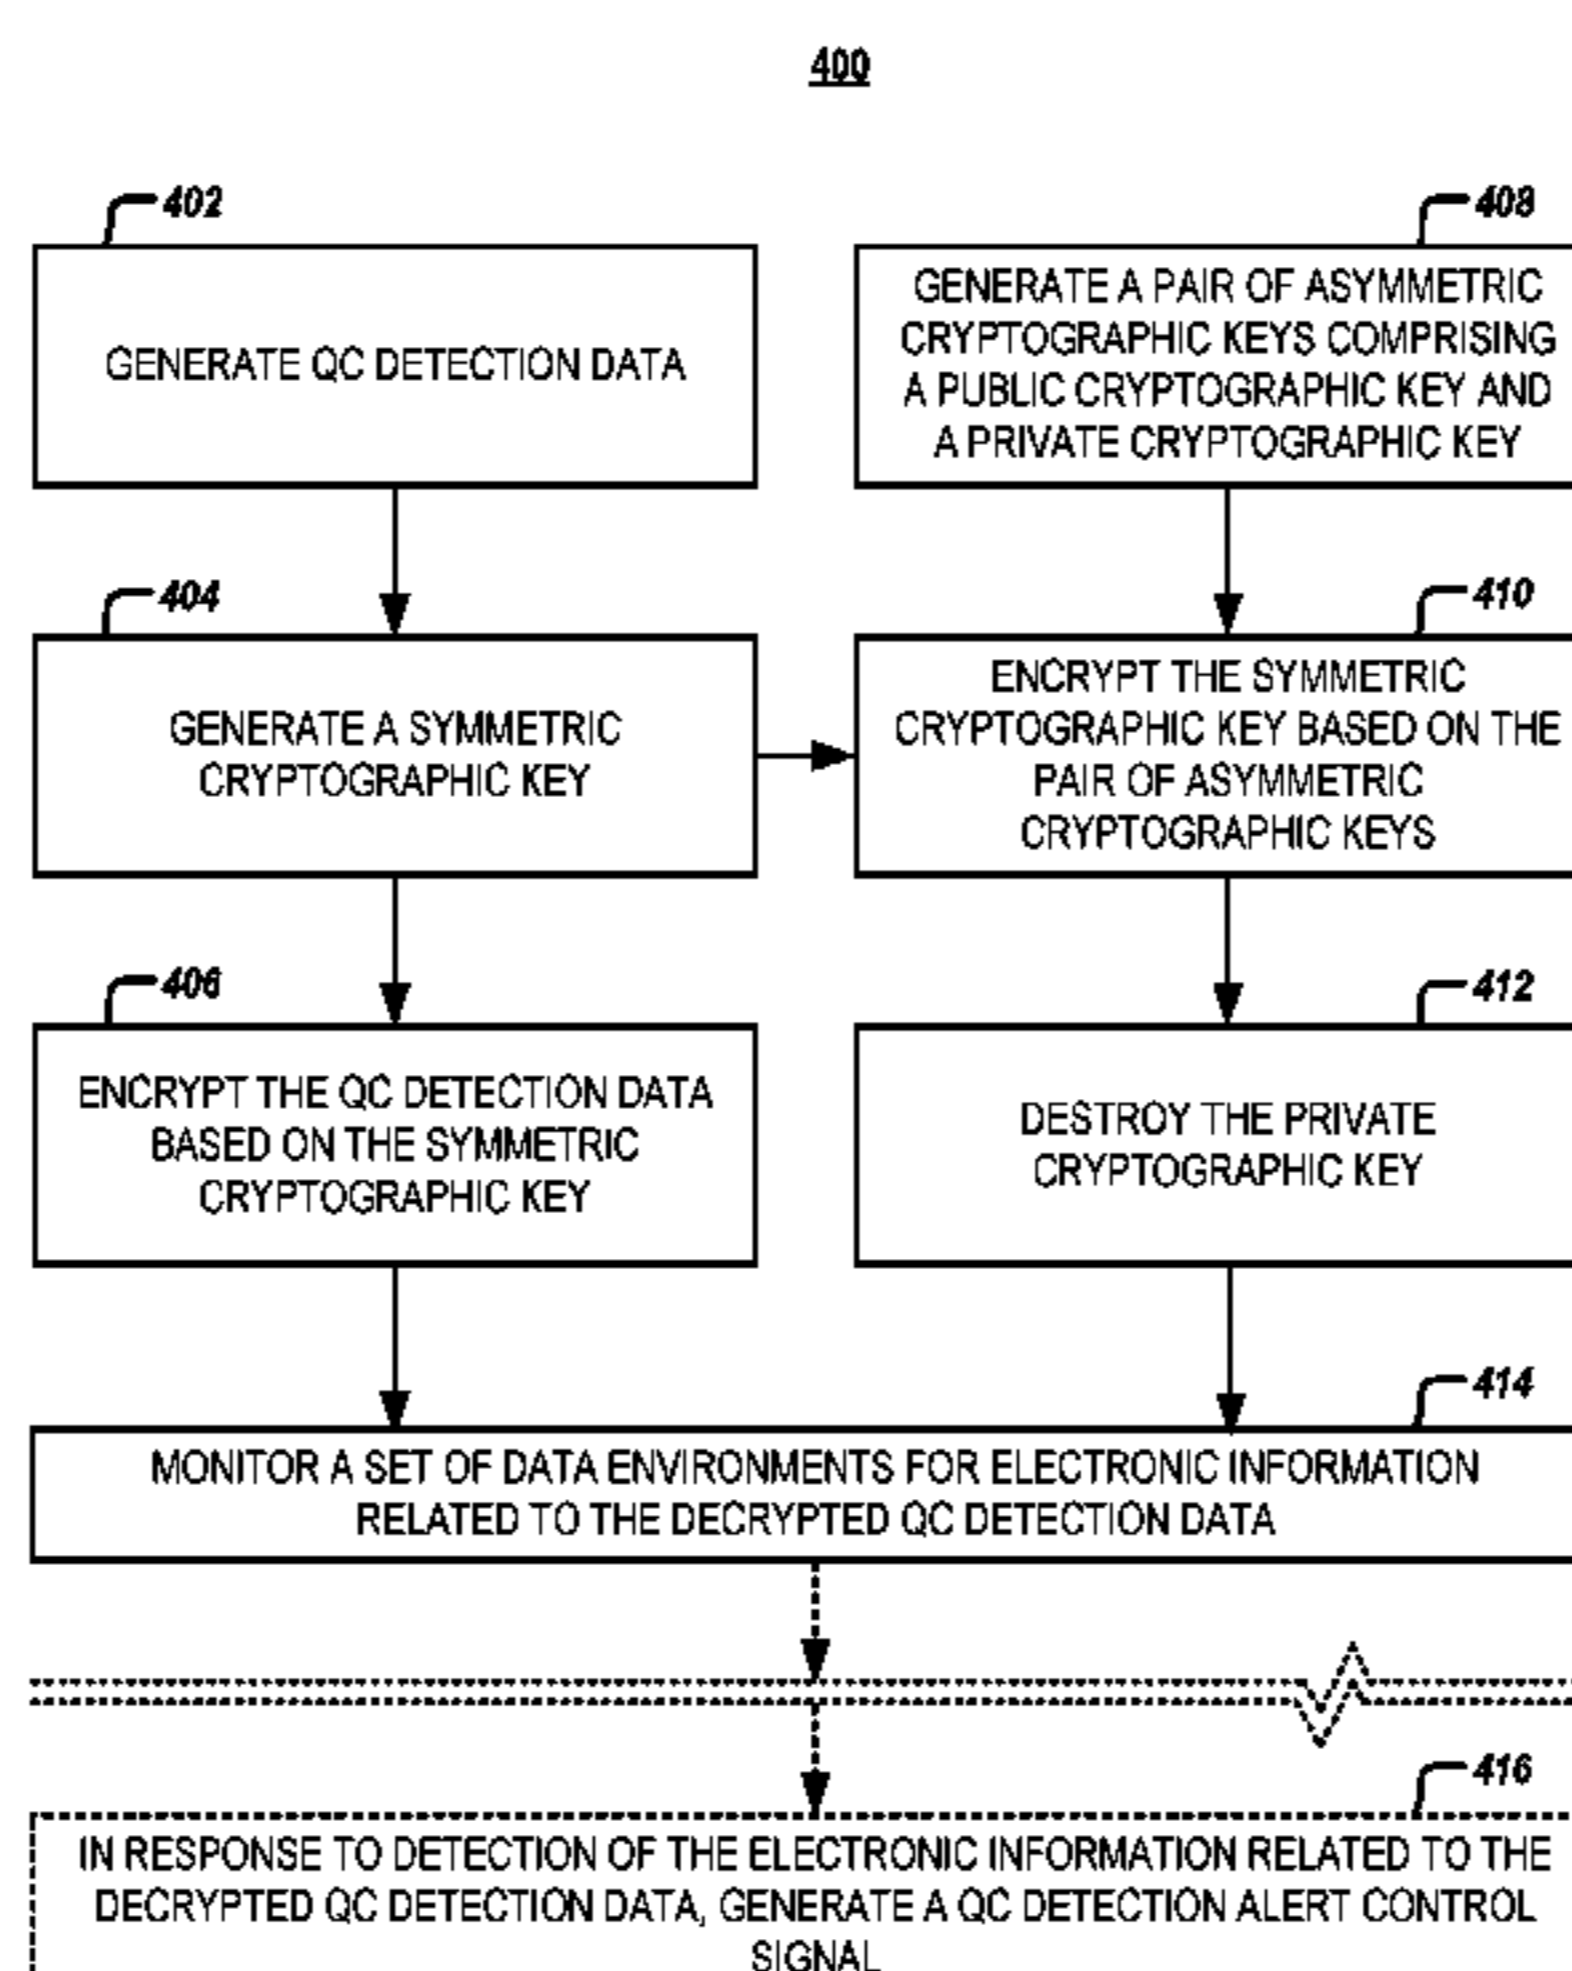 400
402
GENERATE QC DETECTION DATA
408
GENERATE A PAIR OF ASYMMETRIC
CRYPTOGRAPHIC KEYS COMPRISING
A PUBLIC CRYPTOGRAPHIC KEY AND
A PRIVATE CRYPTOGRAPHIC KEY
404
GENERATE A SYMMETRIC
CRYPTOGRAPHIC KEY
410
ENCRYPT THE SYMMETRIC
CRYPTOGRAPHIC KEY BASED ON THE
PAIR OF ASYMMETRIC
CRYPTOGRAPHIC KEYS
406
ENCRYPT THE QC DETECTION DATA
BASED ON THE SYMMETRIC
CRYPTOGRAPHIC KEY
412
DESTROY THE PRIVATE
CRYPTOGRAPHIC KEY
414
MONITOR A SET OF DATA ENVIRONMENTS FOR ELECTRONIC INFORMATION
RELATED TO THE DECRYPTED QC DETECTION DATA
416
IN RESPONSE TO DETECTION OF THE ELECTRONIC INFORMATION RELATED TO THE
DECRYPTED QC DETECTION DATA, GENERATE A QC DETECTION ALERT CONTROL
SIGNAL